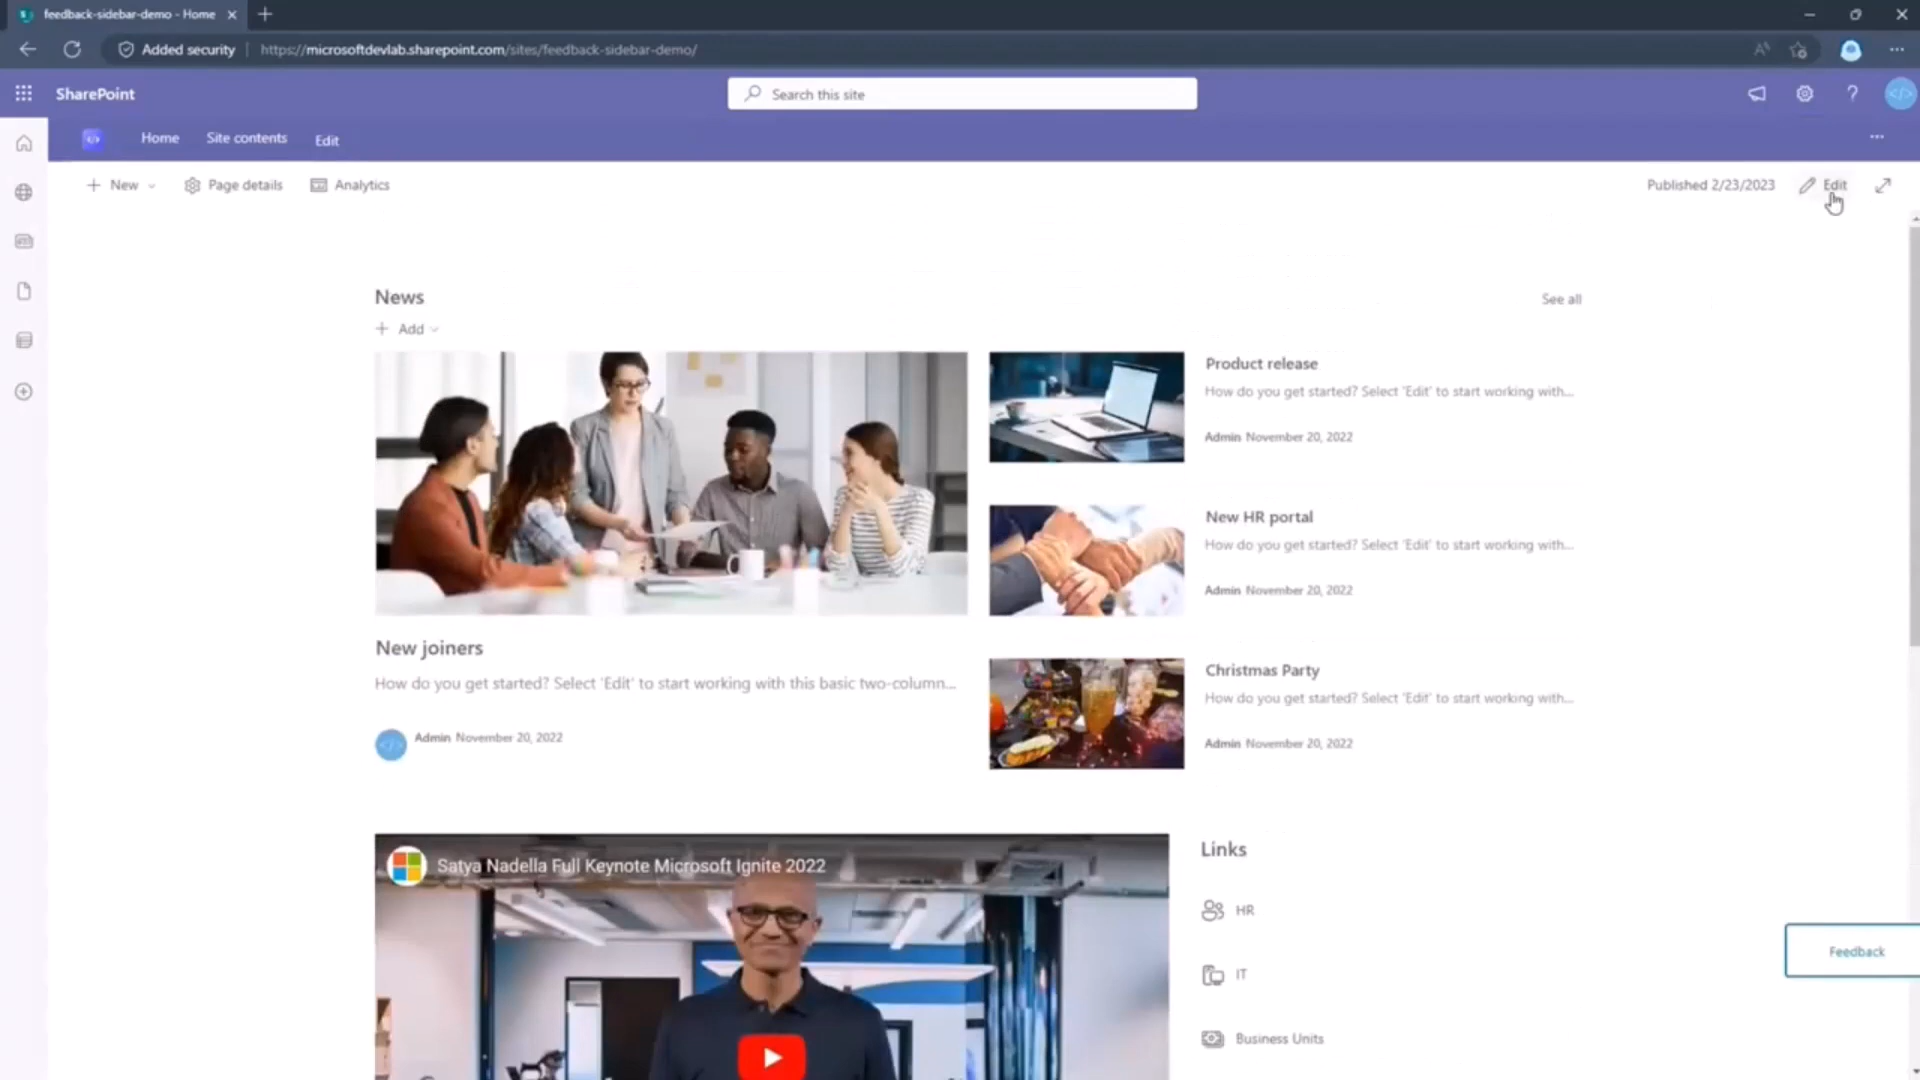 feedback-sidebar-demo - Home
Added security
https://microsoftdevlab.sharepoint.com/sites/feedback-sidebar-demo/
SharePoint
Search this site
Home
Site contents
Edit
New
Page details
Analytics
Published 2/23/2023
Edit
News
See all
Add
Product release
How do you get started? Select 'Edit' to start working with...
Admin November 20, 2022
New HR portal
How do you get started? Select 'Edit' to start working with...
Admin November 20, 2022
New joiners
How do you get started? Select 'Edit' to start working with this basic two-column...
Admin November 20, 2022
Christmas Party
How do you get started? Select 'Edit' to start working with...
Admin November 20, 2022
Satya Nadella Full Keynote Microsoft Ignite 2022
Links
HR
IT
Business Units
Feedback